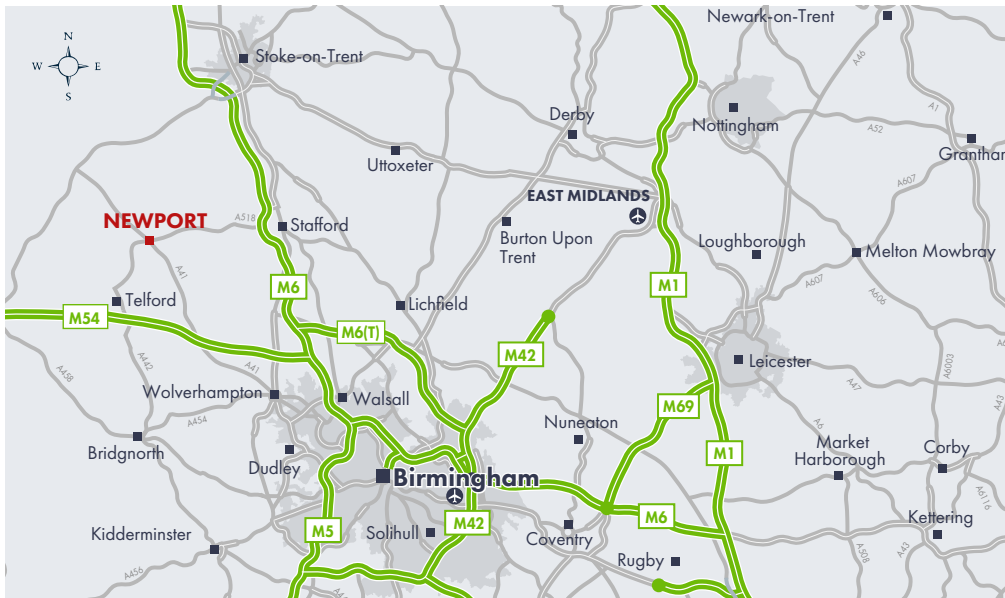 Newark-on-Trent
N
W E
S
Stoke-on-Trent
A46
A1
Derby
Nottingham
A52
Grantham
Uttoxeter
A607
EAST MIDLANDS
NEWPORT
A518
Stafford
Burton Upon
Trent
Loughborough
Melton Mowbray
A41
M6
M1
A607
A606
Telford
Lichfield
M54
M6(T)
M42
A6003
A442
A458
A41
Leicester
A47
A43
Wolverhampton
Walsall
M69
A454
A6
Nuneaton
Bridgnorth
Dudley
M1
Market
Harborough
Corby
Birmingham
A6116
M5
Solihull
M42
M6
Coventry
Kettering
Kidderminster
Rugby
A508
A43
A456